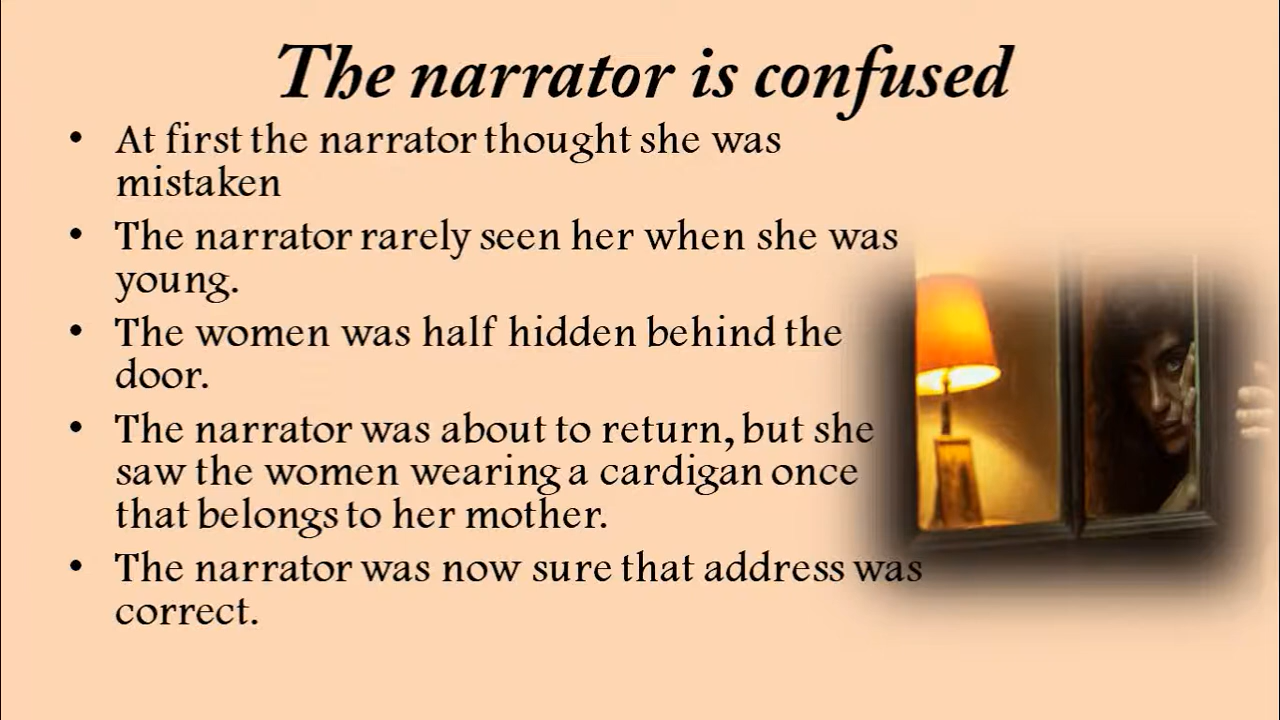 The narrator is confused
• At first the narrator thought she was
mistaken
• The narrator rarely seen her when she was
young.
• The women was half hidden behind the
door.
• The narrator was about to return, but she
saw the women wearing a cardigan once
that belongs to her mother.
• The narrator was now sure that address was
correct.